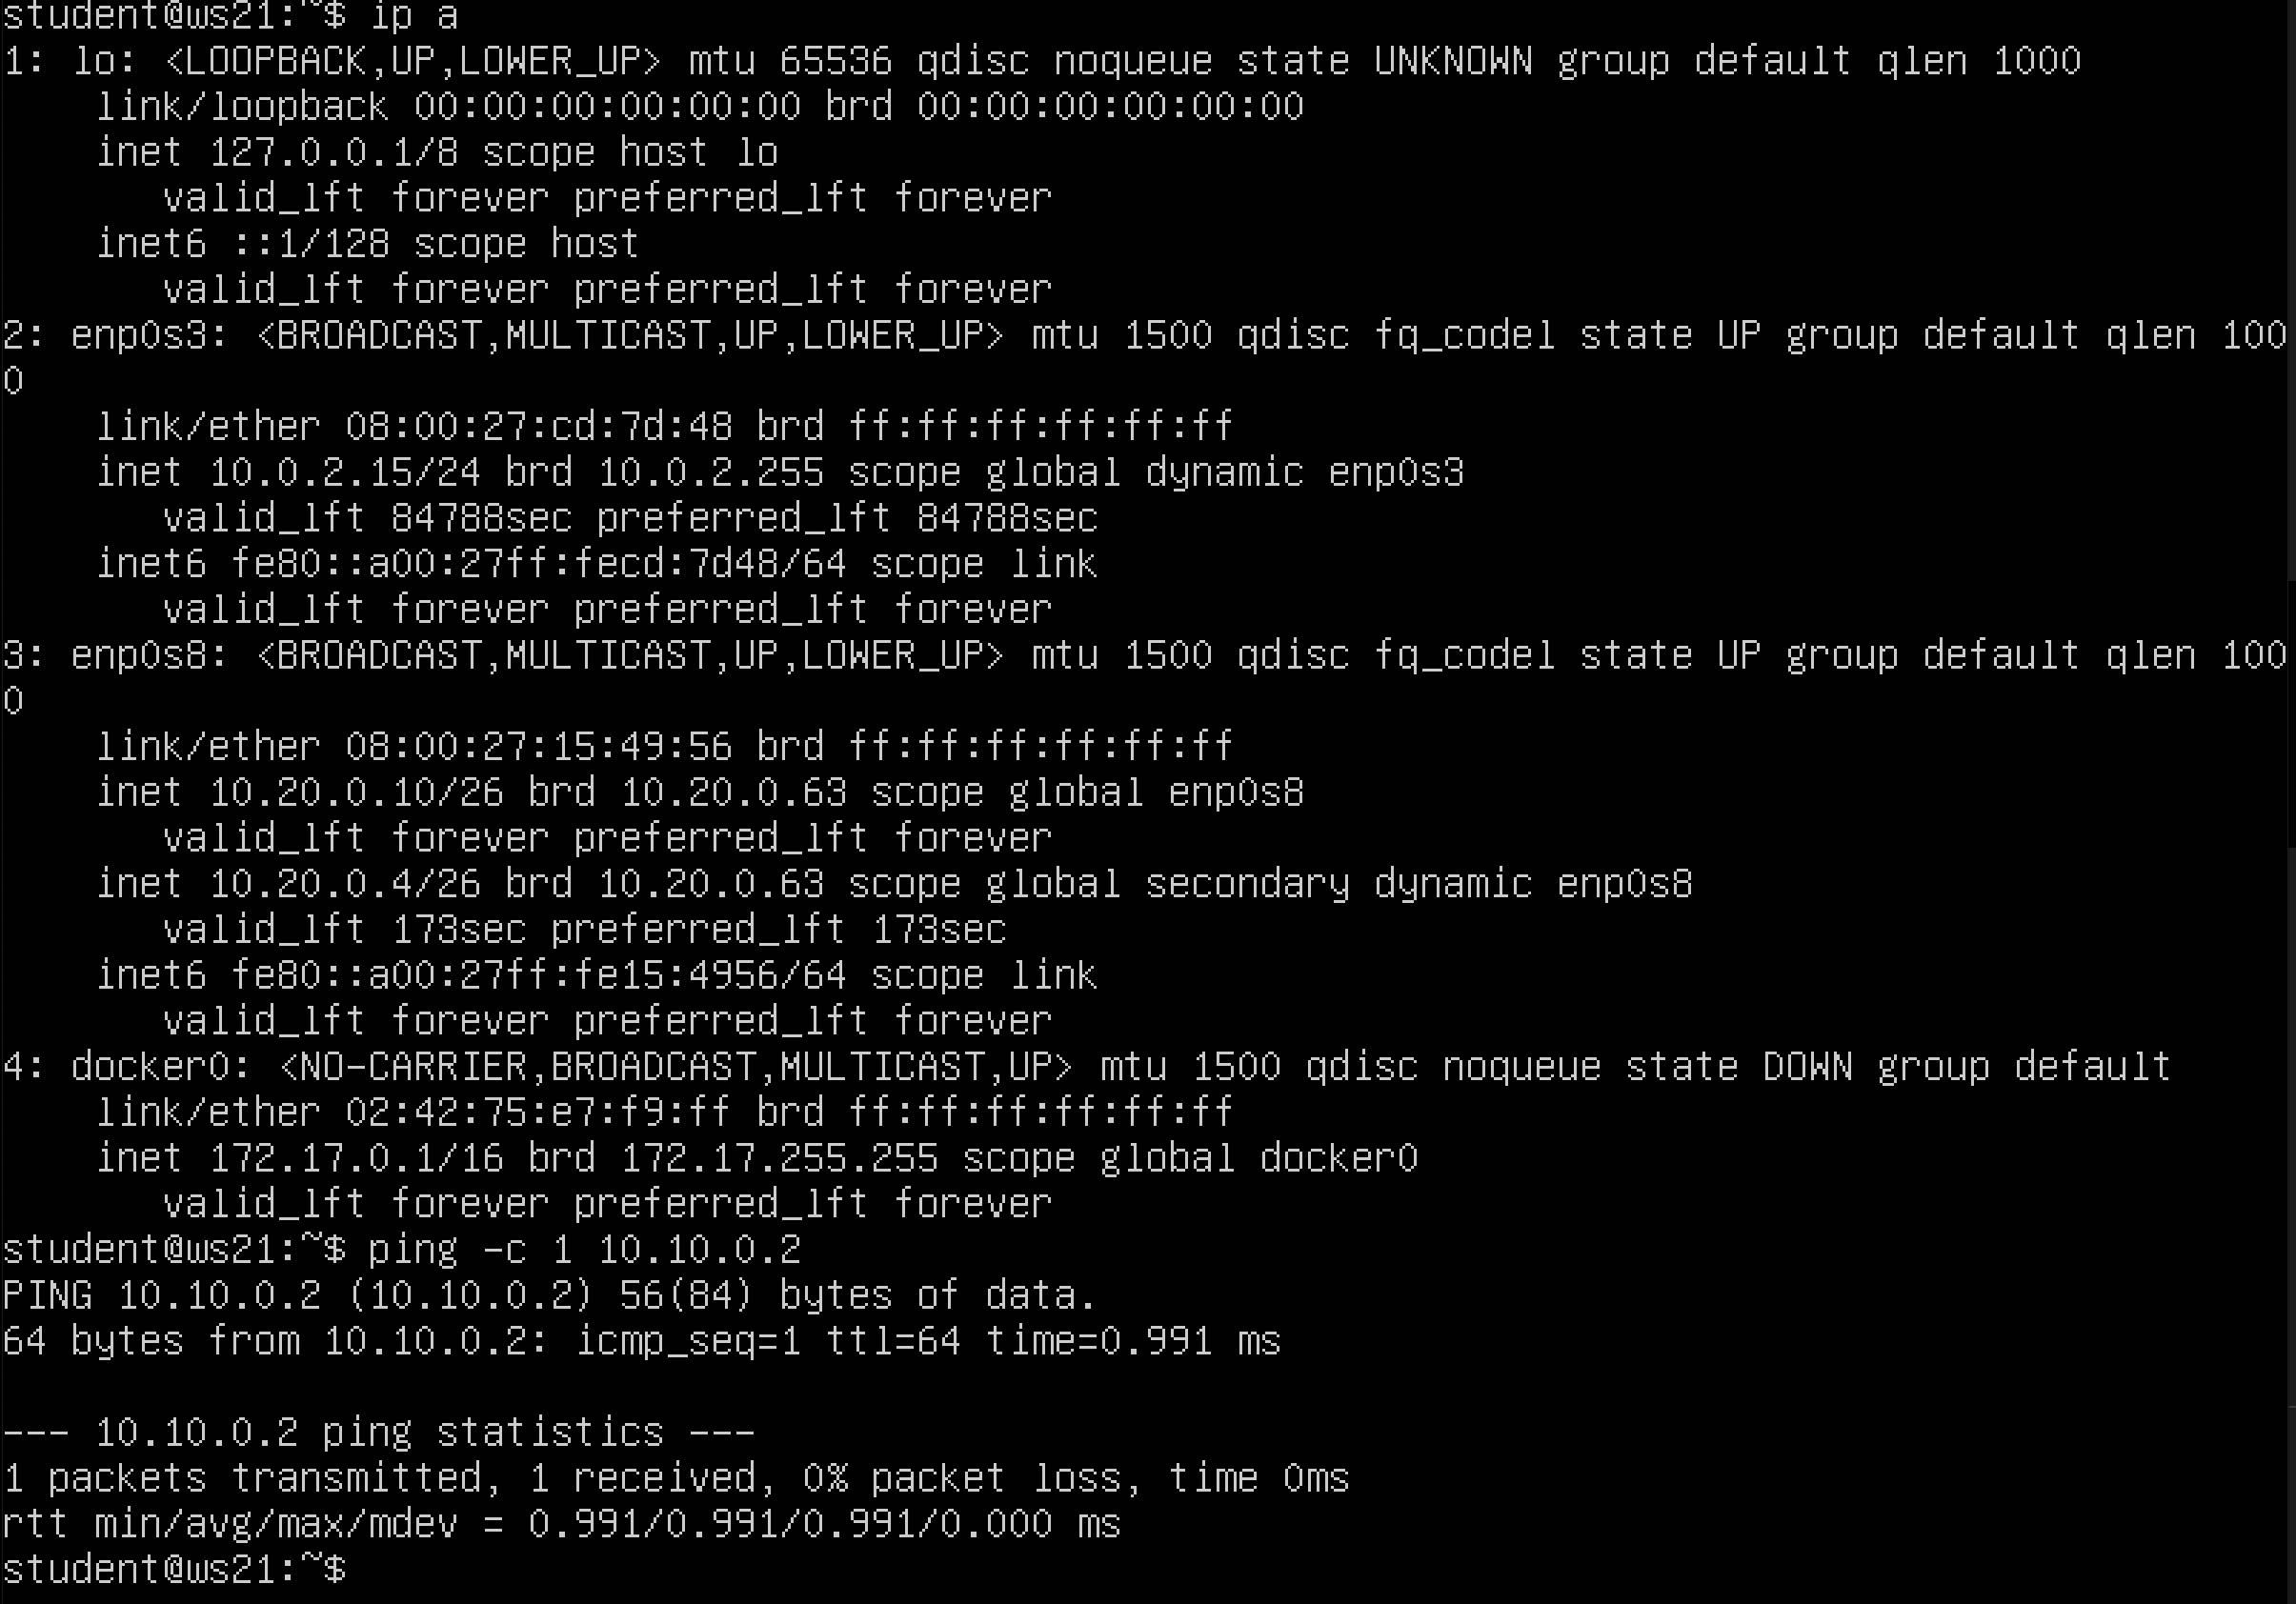 student@ws21:~$ ip a
1: lo: <LOOPBACK,UP,LOWER_UP> mtu 65536 qdisc noqueue state UNKNOWN group default qlen 1000
    link/loopback 00:00:00:00:00:00 brd 00:00:00:00:00:00
    inet 127.0.0.1/8 scope host lo
       valid_lft forever preferred_lft forever
    inet6 ::1/128 scope host
       valid_lft forever preferred_lft forever
2: enp0s3: <BROADCAST,MULTICAST,UP,LOWER_UP> mtu 1500 qdisc fq_codel state UP group default qlen 100
0
    link/ether 08:00:27:cd:7d:48 brd ff:ff:ff:ff:ff:ff
    inet 10.0.2.15/24 brd 10.0.2.255 scope global dynamic enp0s3
       valid_lft 84788sec preferred_lft 84788sec
    inet6 fe80::a00:27ff:fecd:7d48/64 scope link
       valid_lft forever preferred_lft forever
3: enp0s8: <BROADCAST,MULTICAST,UP,LOWER_UP> mtu 1500 qdisc fq_codel state UP group default qlen 100
0
    link/ether 08:00:27:15:49:56 brd ff:ff:ff:ff:ff:ff
    inet 10.20.0.10/26 brd 10.20.0.63 scope global enp0s8
       valid_lft forever preferred_lft forever
    inet 10.20.0.4/26 brd 10.20.0.63 scope global secondary dynamic enp0s8
       valid_lft 173sec preferred_lft 173sec
    inet6 fe80::a00:27ff:fe15:4956/64 scope link
       valid_lft forever preferred_lft forever
4: docker0: <NO-CARRIER,BROADCAST,MULTICAST,UP> mtu 1500 qdisc noqueue state DOWN group default
    link/ether 02:42:75:e7:f9:ff brd ff:ff:ff:ff:ff:ff
    inet 172.17.0.1/16 brd 172.17.255.255 scope global docker0
       valid_lft forever preferred_lft forever
student@ws21:~$ ping -c 1 10.10.0.2
PING 10.10.0.2 (10.10.0.2) 56(84) bytes of data.
64 bytes from 10.10.0.2: icmp_seq=1 ttl=64 time=0.991 ms

--- 10.10.0.2 ping statistics ---
1 packets transmitted, 1 received, 0% packet loss, time 0ms
rtt min/avg/max/mdev = 0.991/0.991/0.991/0.000 ms
student@ws21:~$